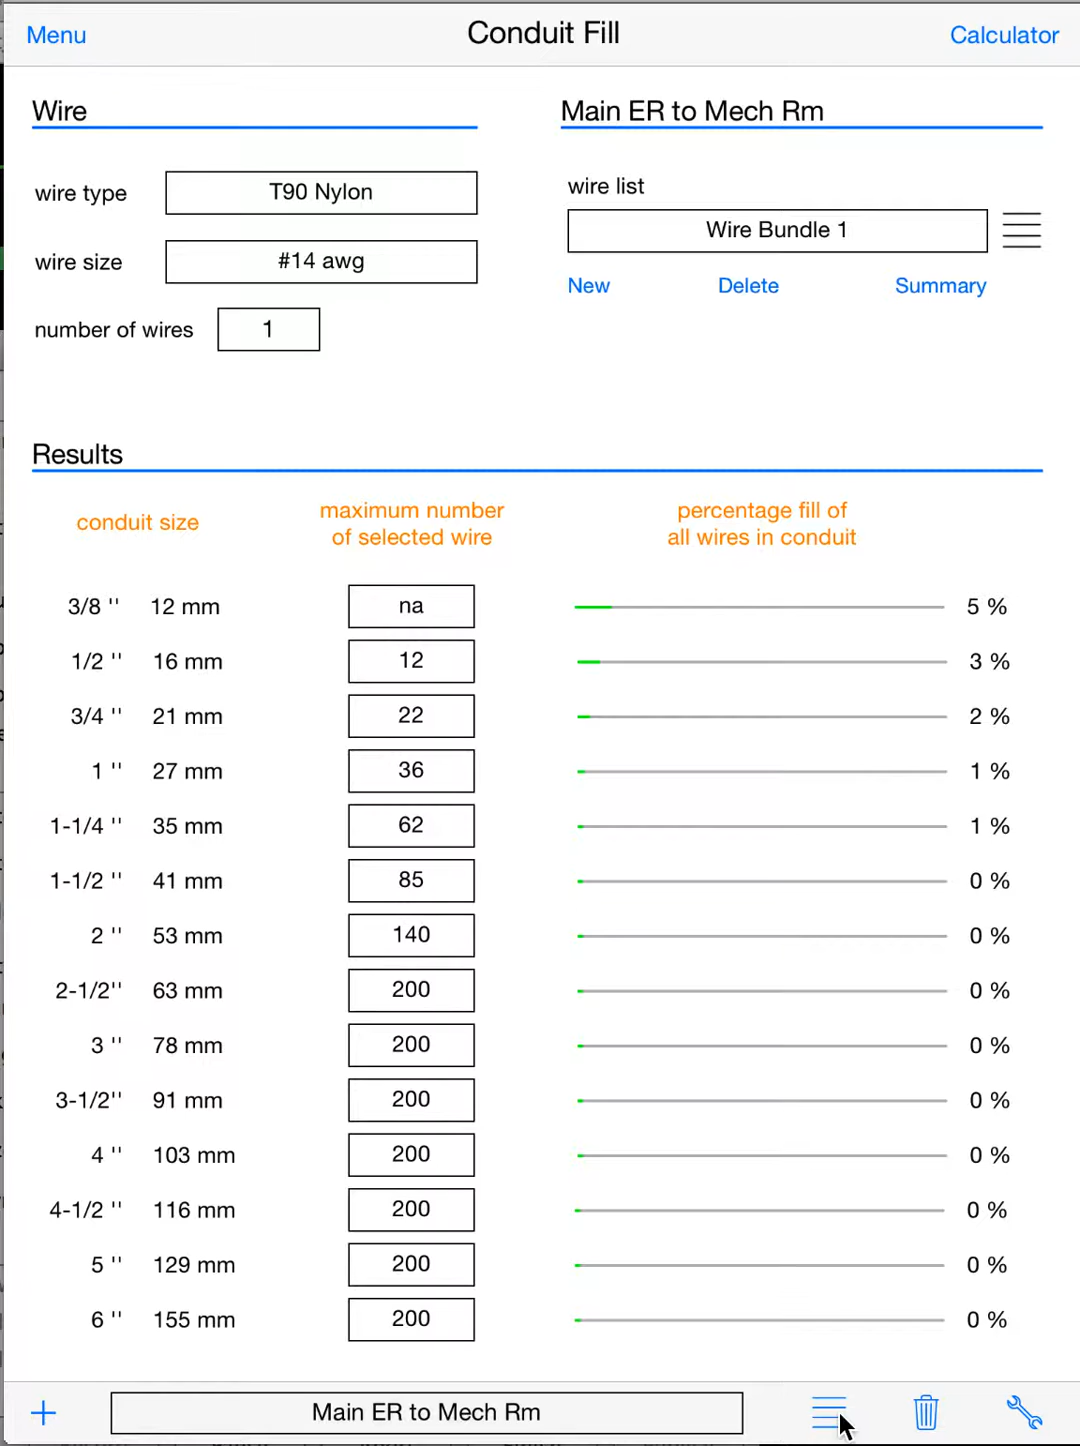 Menu
Conduit Fill
Calculator
Wire
Main ER to Mech Rm
wire type
T90 Nylon
wire size
#14 awg
number of wires
1
wire list
Wire Bundle 1
New
Delete
Summary
Results
conduit size
maximum number
of selected wire
percentage fill of
all wires in conduit
3/8 '' 12 mm na 5 %
1/2 '' 16 mm 12 3 %
3/4 '' 21 mm 22 2 %
1 '' 27 mm 36 1 %
1-1/4 '' 35 mm 62 1 %
1-1/2 '' 41 mm 85 0 %
2 '' 53 mm 140 0 %
2-1/2'' 63 mm 200 0 %
3 '' 78 mm 200 0 %
3-1/2'' 91 mm 200 0 %
4 '' 103 mm 200 0 %
4-1/2 '' 116 mm 200 0 %
5 '' 129 mm 200 0 %
6 '' 155 mm 200 0 %
Main ER to Mech Rm